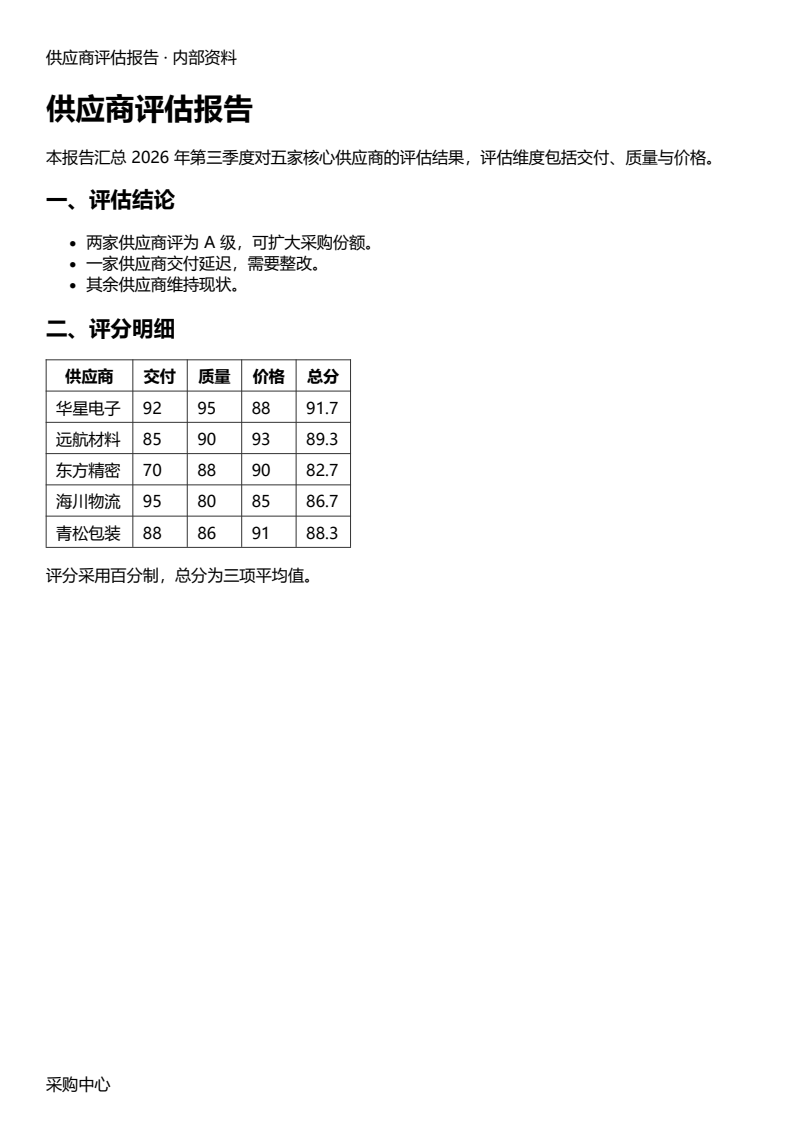 供应商评估报告 · 内部资料
供应商评估报告
本报告汇总 2026 年第三季度对五家核心供应商的评估结果，评估维度包括交付、质量与价格。
一、评估结论
• 两家供应商评为 A 级，可扩大采购份额。
• 一家供应商交付延迟，需要整改。
• 其余供应商维持现状。
二、评分明细
供应商 交付 质量 价格 总分
华星电子 92 95 88 91.7
远航材料 85 90 93 89.3
东方精密 70 88 90 82.7
海川物流 95 80 85 86.7
青松包装 88 86 91 88.3
评分采用百分制，总分为三项平均值。
采购中心